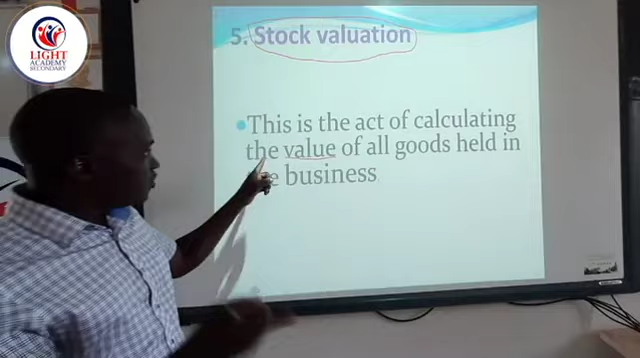 LIGHT
ACADEMY
SECONDARY
5. Stock valuation
•This is the act of calculating
the value of all goods held in
business